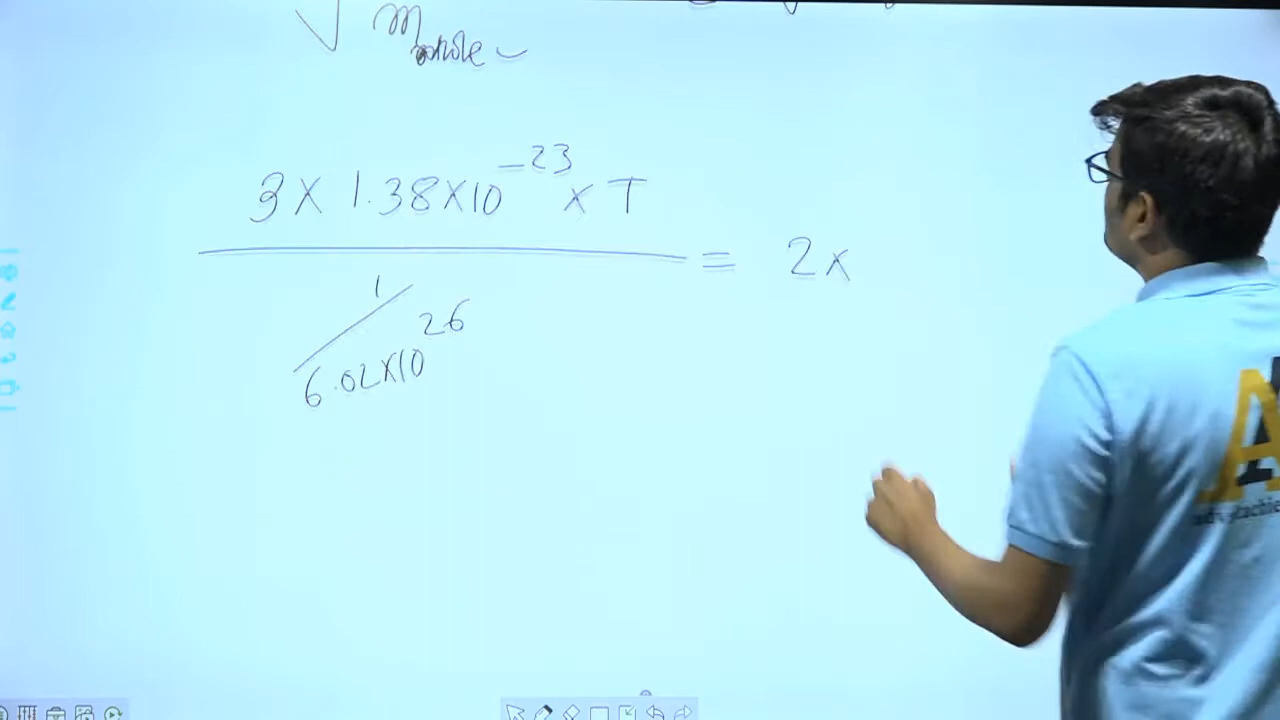 √ m
3 X 1.38 X 10^-23 x T
= 2 x
1
6.02 X 10^26
A